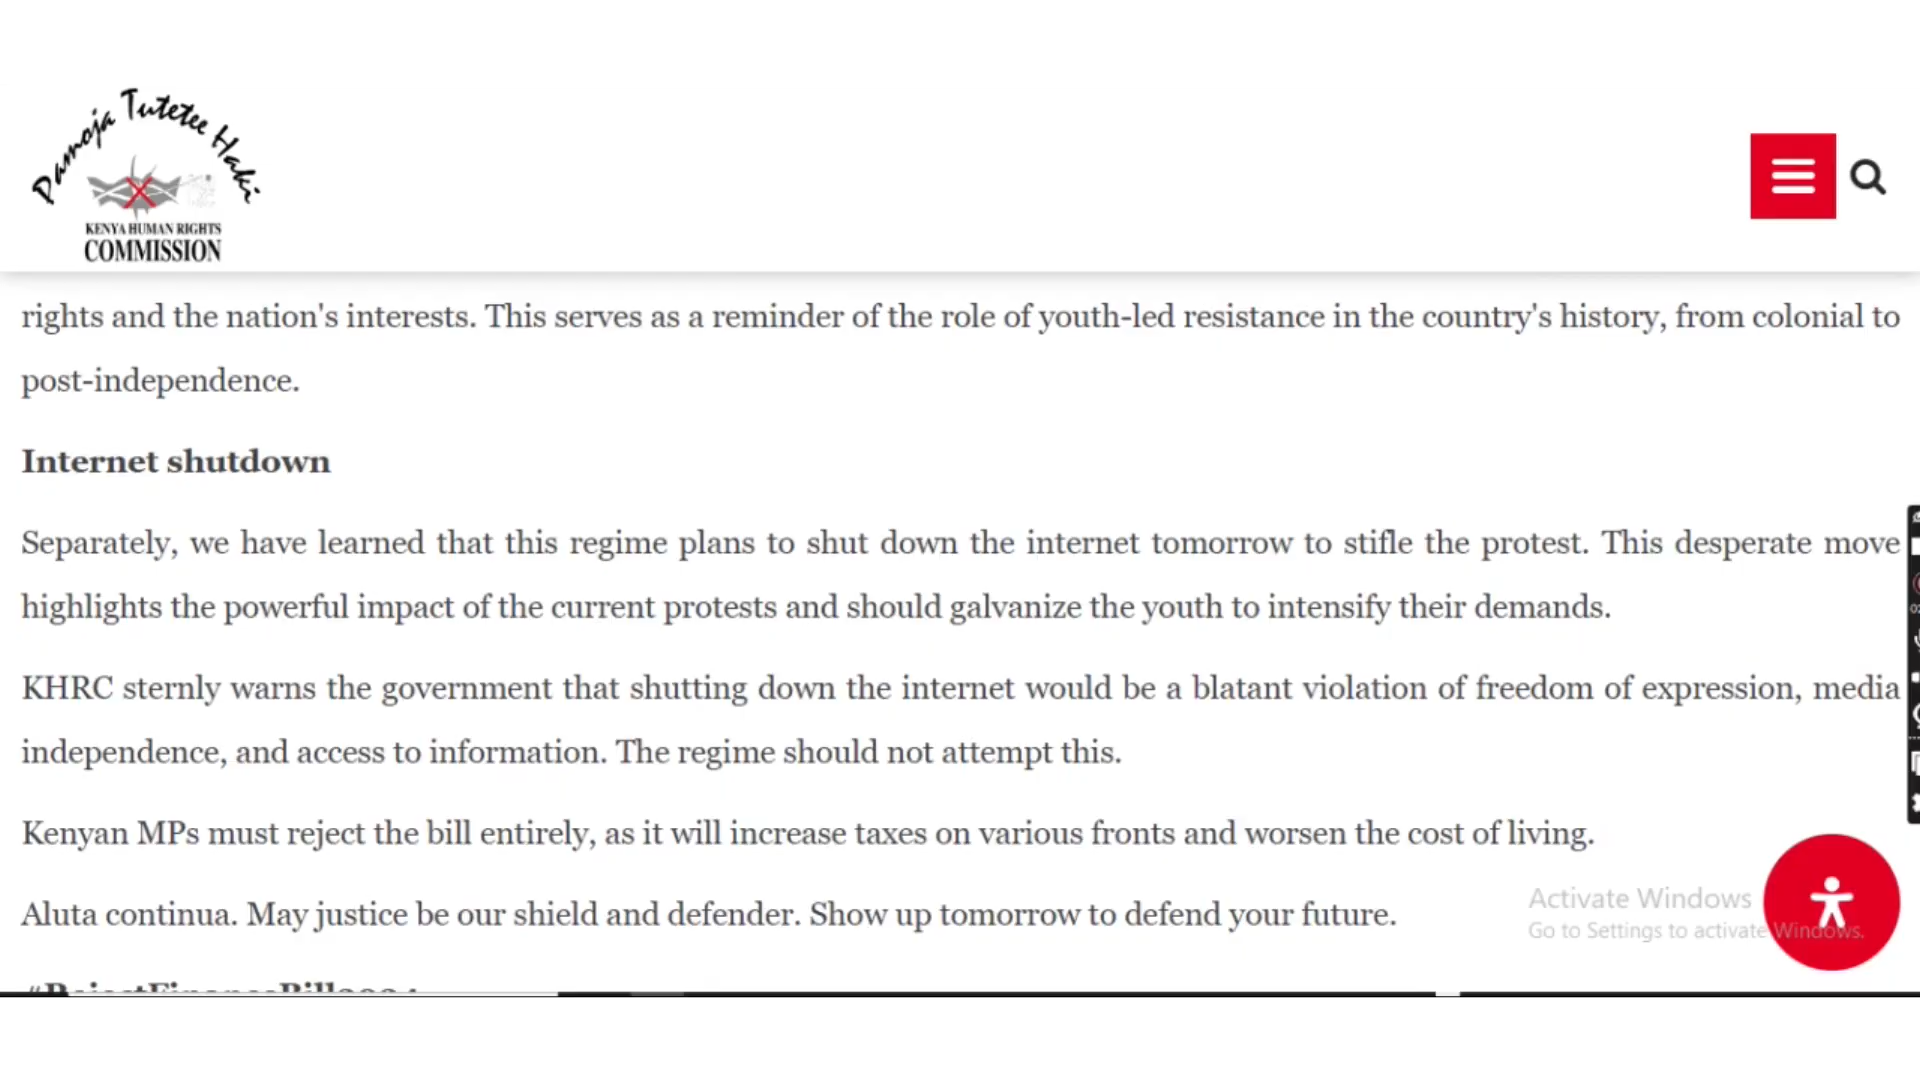 Pamoja Tutetee Haki
KENYA HUMAN RIGHTS
COMMISSION
rights and the nation's interests. This serves as a reminder of the role of youth-led resistance in the country's history, from colonial to
post-independence.
Internet shutdown
Separately, we have learned that this regime plans to shut down the internet tomorrow to stifle the protest. This desperate move
highlights the powerful impact of the current protests and should galvanize the youth to intensify their demands.
KHRC sternly warns the government that shutting down the internet would be a blatant violation of freedom of expression, media
independence, and access to information. The regime should not attempt this.
Kenyan MPs must reject the bill entirely, as it will increase taxes on various fronts and worsen the cost of living.
Aluta continua. May justice be our shield and defender. Show up tomorrow to defend your future.
Activate Windows
Go to Settings to activate Windows.